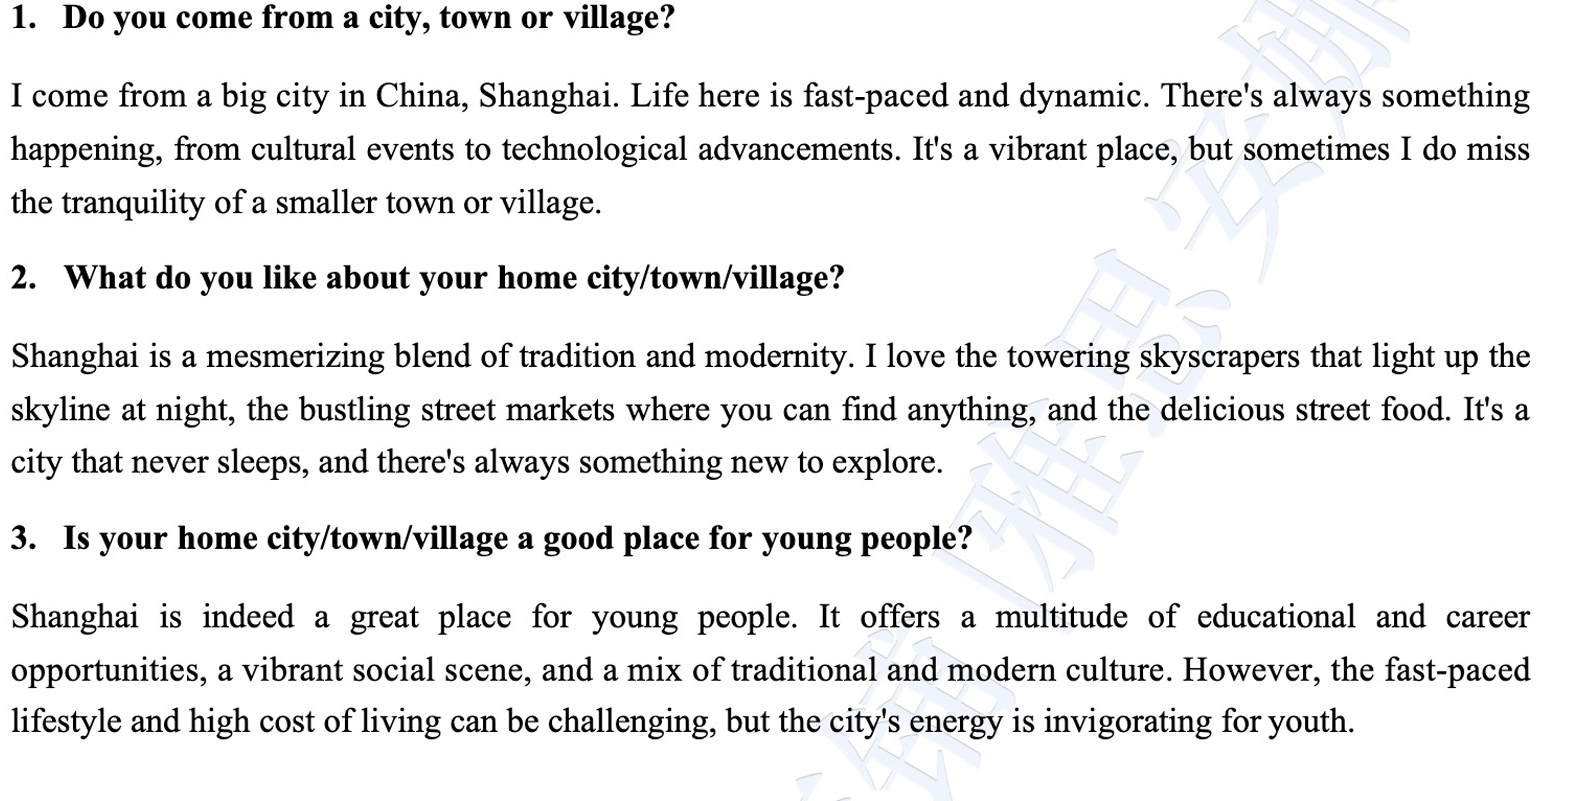 1. Do you come from a city, town or village?
I come from a big city in China, Shanghai. Life here is fast-paced and dynamic. There's always something
happening, from cultural events to technological advancements. It's a vibrant place, but sometimes I do miss
the tranquility of a smaller town or village.
2. What do you like about your home city/town/village?
Shanghai is a mesmerizing blend of tradition and modernity. I love the towering skyscrapers that light up the
skyline at night, the bustling street markets where you can find anything, and the delicious street food. It's a
city that never sleeps, and there's always something new to explore.
3. Is your home city/town/village a good place for young people?
Shanghai is indeed a great place for young people. It offers a multitude of educational and career
opportunities, a vibrant social scene, and a mix of traditional and modern culture. However, the fast-paced
lifestyle and high cost of living can be challenging, but the city's energy is invigorating for youth.
雅思安娜